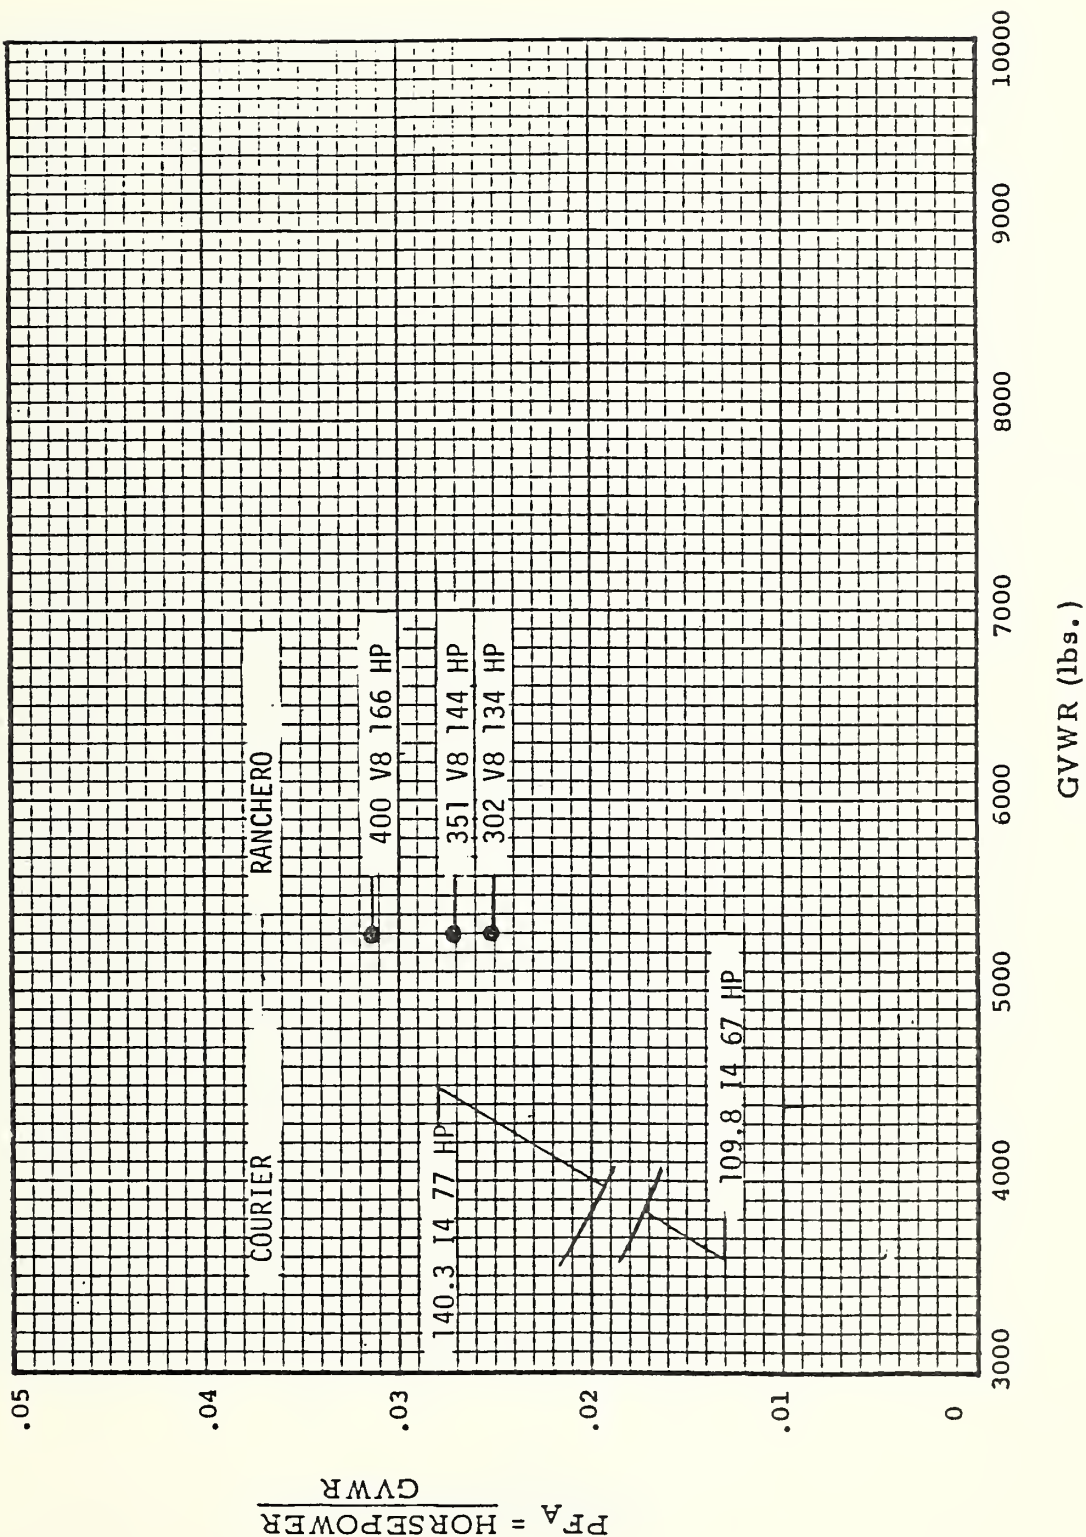 PF_A = HORSEPOWER
GVWR
.05
.04
.03
.02
.01
0
COURIER
RANCHERO
400 V8 166 HP
351 V8 144 HP
302 V8 134 HP
140.3 I4 77 HP
109.8 I4 67 HP
3000
4000
5000
6000
7000
8000
9000
10000
GVWR (lbs.)